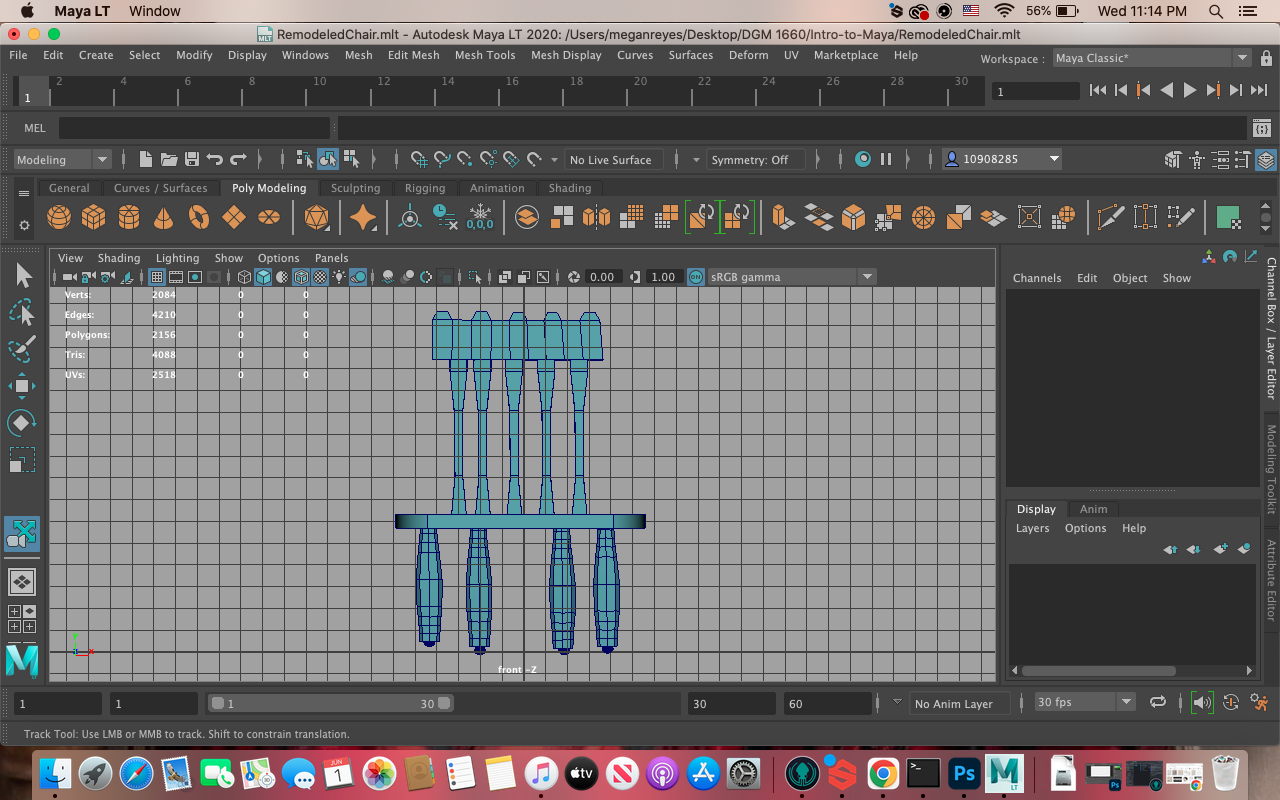 Maya LT Window 56% Wed 11:14 PM
RemodeledChair.mlt - Autodesk Maya LT 2020: /Users/meganreyes/Desktop/DGM 1660/Intro-to-Maya/RemodeledChair.mlt
File Edit Create Select Modify Display Windows Mesh Edit Mesh Mesh Tools Mesh Display Curves Surfaces Deform UV Marketplace Help Workspace : Maya Classic*
1 2 4 6 8 10 12 14 16 18 20 22 24 26 28 30 1
MEL
Modeling No Live Surface Symmetry: Off 10908285
General Curves / Surfaces Poly Modeling Sculpting Rigging Animation Shading
0,0,0
View Shading Lighting Show Options Panels
0.00 1.00 ON sRGB gamma
Channels Edit Object Show
Verts: 2084 0 0
Edges: 4210 0 0
Polygons: 2156 0 0
Tris: 4088 0 0
UVs: 2518 0 0
front -Z
Channel Box / Layer Editor
Modeling Toolkit
Attribute Editor
Display Anim
Layers Options Help
1 1 1 30 30 60 No Anim Layer 30 fps
Track Tool: Use LMB or MMB to track. Shift to constrain translation.
JUN
1
tv
Ps
M
LT